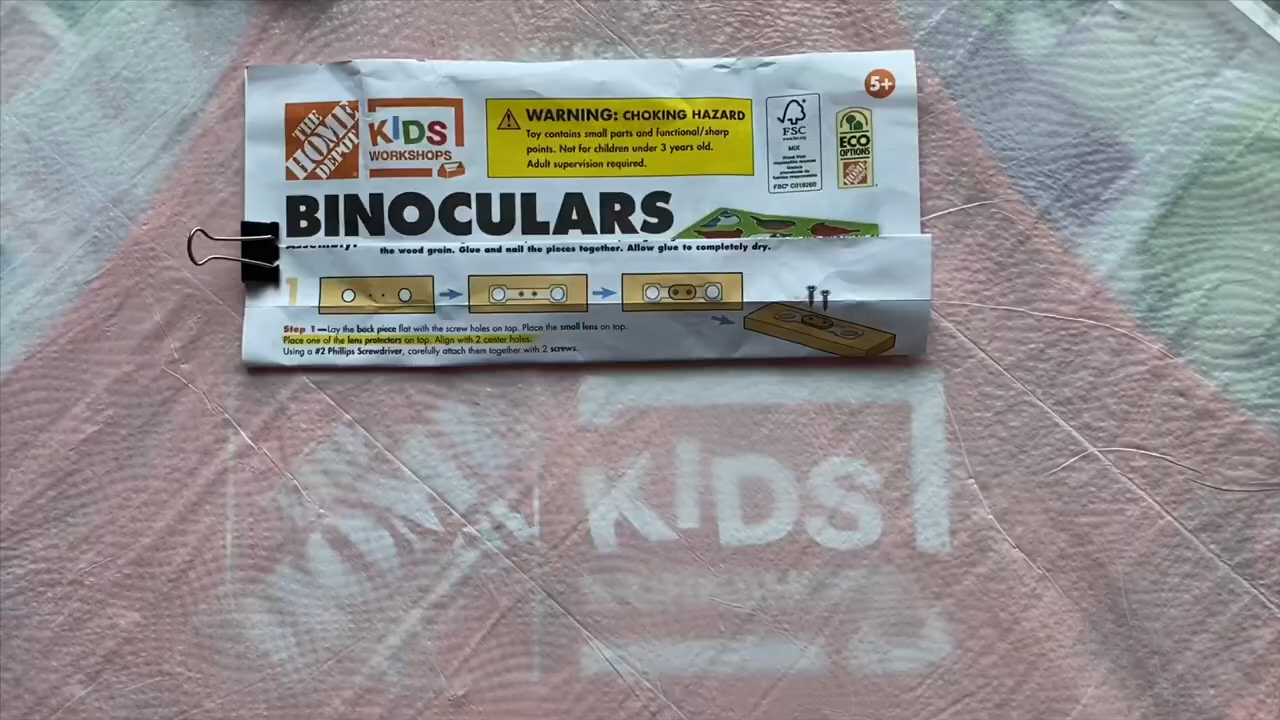 THE
HOME
DEPOT
KIDS
WORKSHOPS
WARNING: CHOKING HAZARD
Toy contains small parts and functional/sharp
points. Not for children under 3 years old.
Adult supervision required.
FSC
MIX
FSC® C019260
ECO
OPTIONS
5+
BINOCULARS
the wood grain. Glue and nail the pieces together. Allow glue to completely dry.
1
Step 1—Lay the back piece flat with the screw holes on top. Place the small lens on top.
Place one of the lens protectors on top. Align with 2 center holes.
Using a #2 Phillips Screwdriver, carefully attach them together with 2 screws.
KIDS